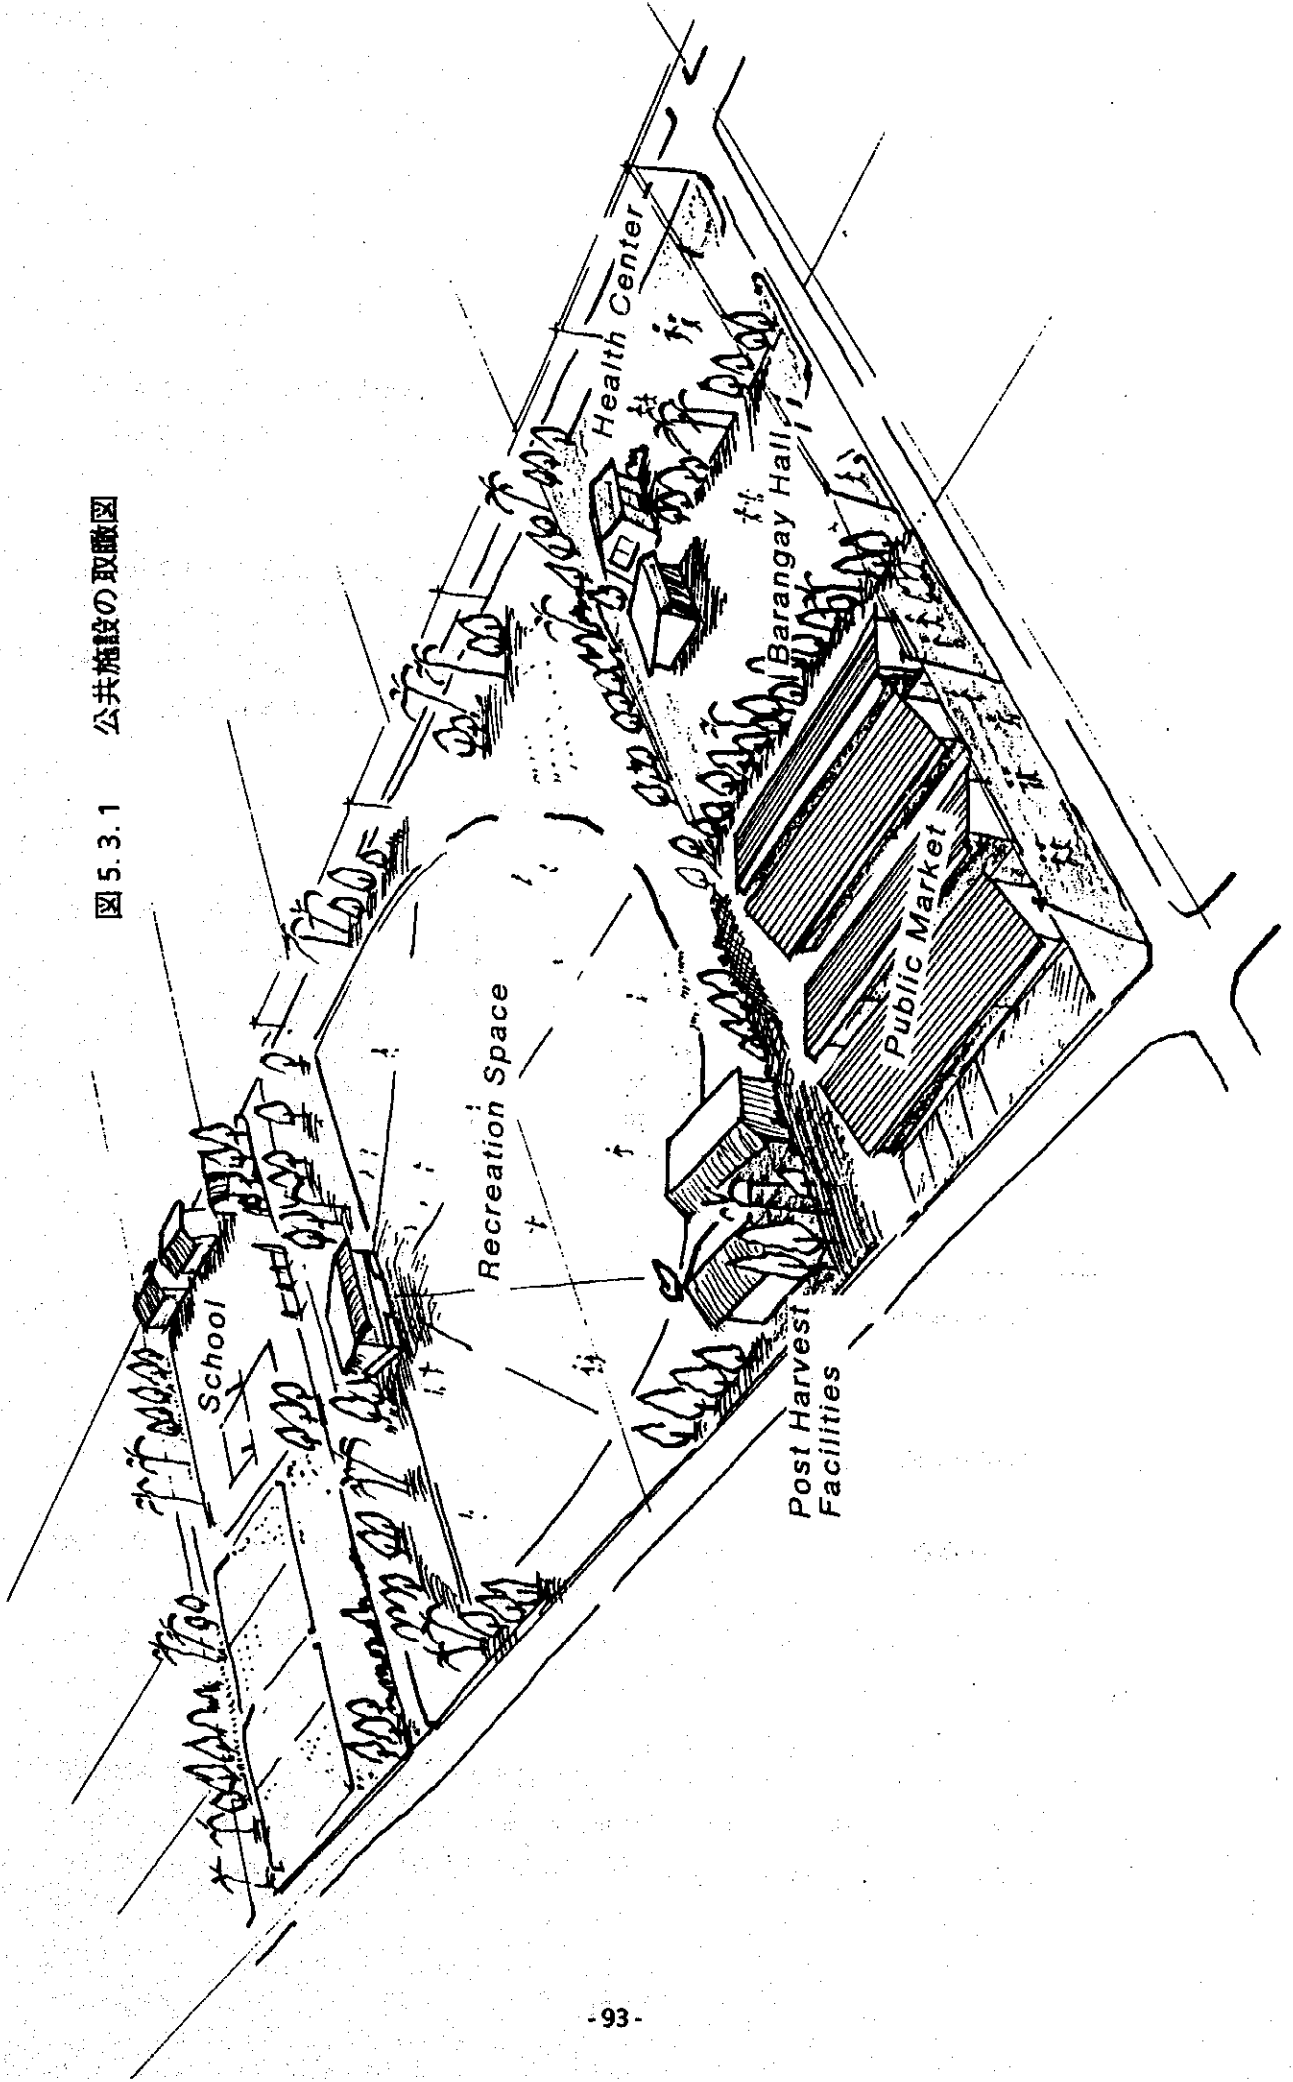 図 5.3.1 公共施設の取瞰図
School
Recreation Space
Health Center
Barangay Hall
Public Market
Post Harvest
Facilities
- 93 -